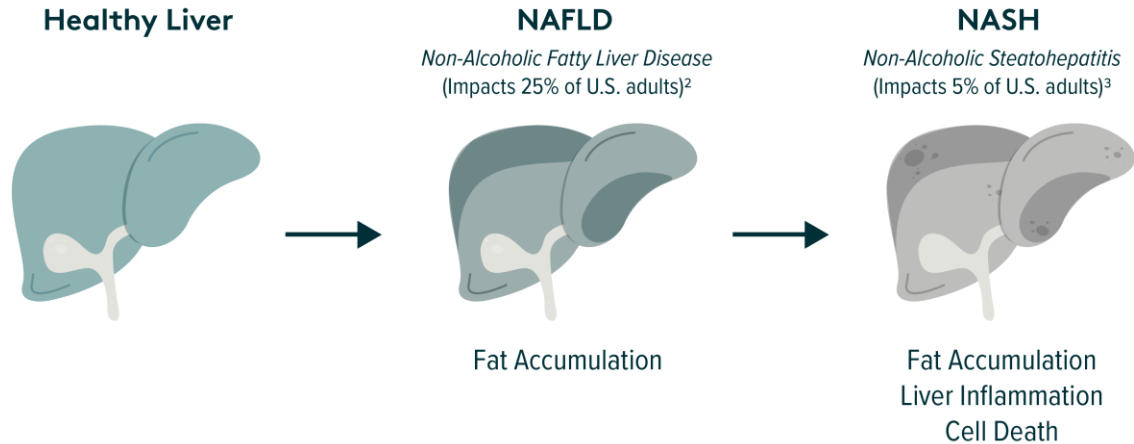 Healthy Liver
NAFLD
Non-Alcoholic Fatty Liver Disease
(Impacts 25% of U.S. adults)²
NASH
Non-Alcoholic Steatohepatitis
(Impacts 5% of U.S. adults)³
Fat Accumulation
Fat Accumulation
Liver Inflammation
Cell Death